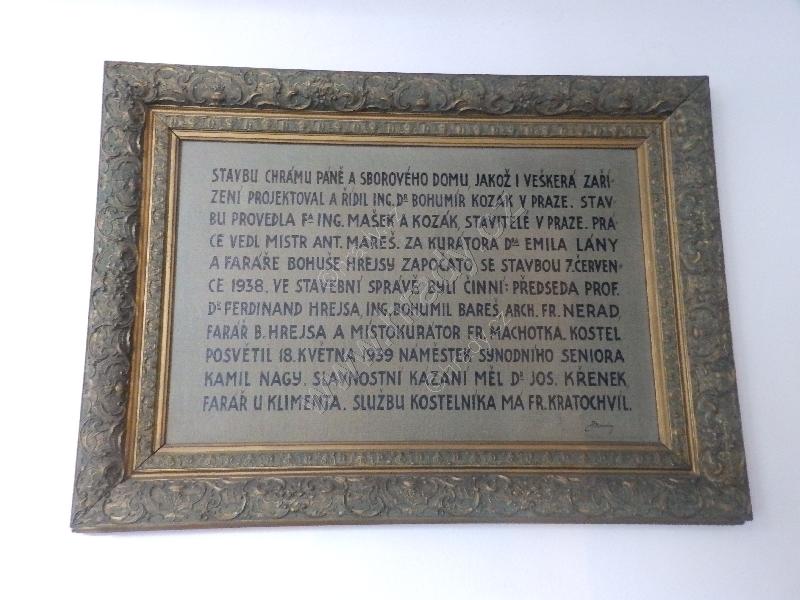 STAVBU CHRÁMU PÁNĚ A SBOROVÉHO DOMU, JAKOŽ I VEŠKERÁ ZAŘÍ-
ZENÍ PROJEKTOVAL A ŘÍDIL ING. DR BOHUMÍR KOZÁK V PRAZE. STAV-
BU PROVEDLA FA ING. MAŠEK A KOZÁK, STAVITELÉ V PRAZE. PRÁ-
CE VEDL MISTR ANT. MAREŠ. ZA KURÁTORA DRA EMILA LÁNY
A FARÁŘE BOHUŠE HREJSY ZAPOČATO SE STAVBOU 7. ČERVEN-
CE 1938. VE STAVEBNÍ SPRÁVĚ BYLI ČINNI: PŘEDSEDA PROF.
DR FERDINAND HREJSA, ING. BOHUMIL BAREŠ, ARCH. FR. NERAD,
FARÁŘ B. HREJSA A MÍSTOKURÁTOR FR. MACHOTKA. KOSTEL
POSVĚTIL 18. KVĚTNA 1939 NÁMĚSTEK SYNODNÍHO SENIORA
KAMIL NAGY. SLAVNOSTNÍ KÁZÁNÍ MĚL DR JOS. KŘENEK
FARÁŘ U KLIMENTA. SLUŽBU KOSTELNÍKA MÁ FR. KRATOCHVÍL.